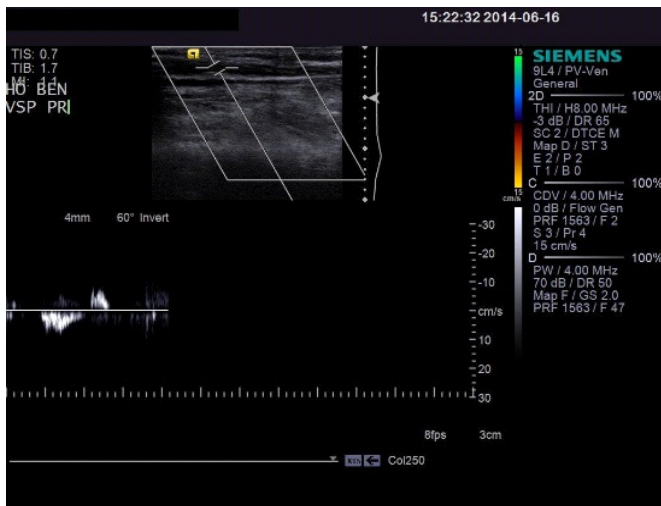 15:22:32 2014-06-16
TIS: 0.7
TIB: 1.7
HO BEN
VSP PR
15
15
cm/s
SIEMENS
9L4 / PV-Ven
General
2D 100%
THI / H8.00 MHz
-3 dB / DR 65
SC 2 / DTCE M
Map D / ST 3
E 2 / P 2
T 1 / B 0
C 100%
CDV / 4.00 MHz
0 dB / Flow Gen
PRF 1563 / F 2
S 3 / Pr 4
15 cm/s
D 100%
PW / 4.00 MHz
70 dB / DR 50
Map F / GS 2.0
PRF 1563 / F 47
4mm 60° Invert
-30
-20
-10
cm/s
10
20
30
8fps 3cm
Col250